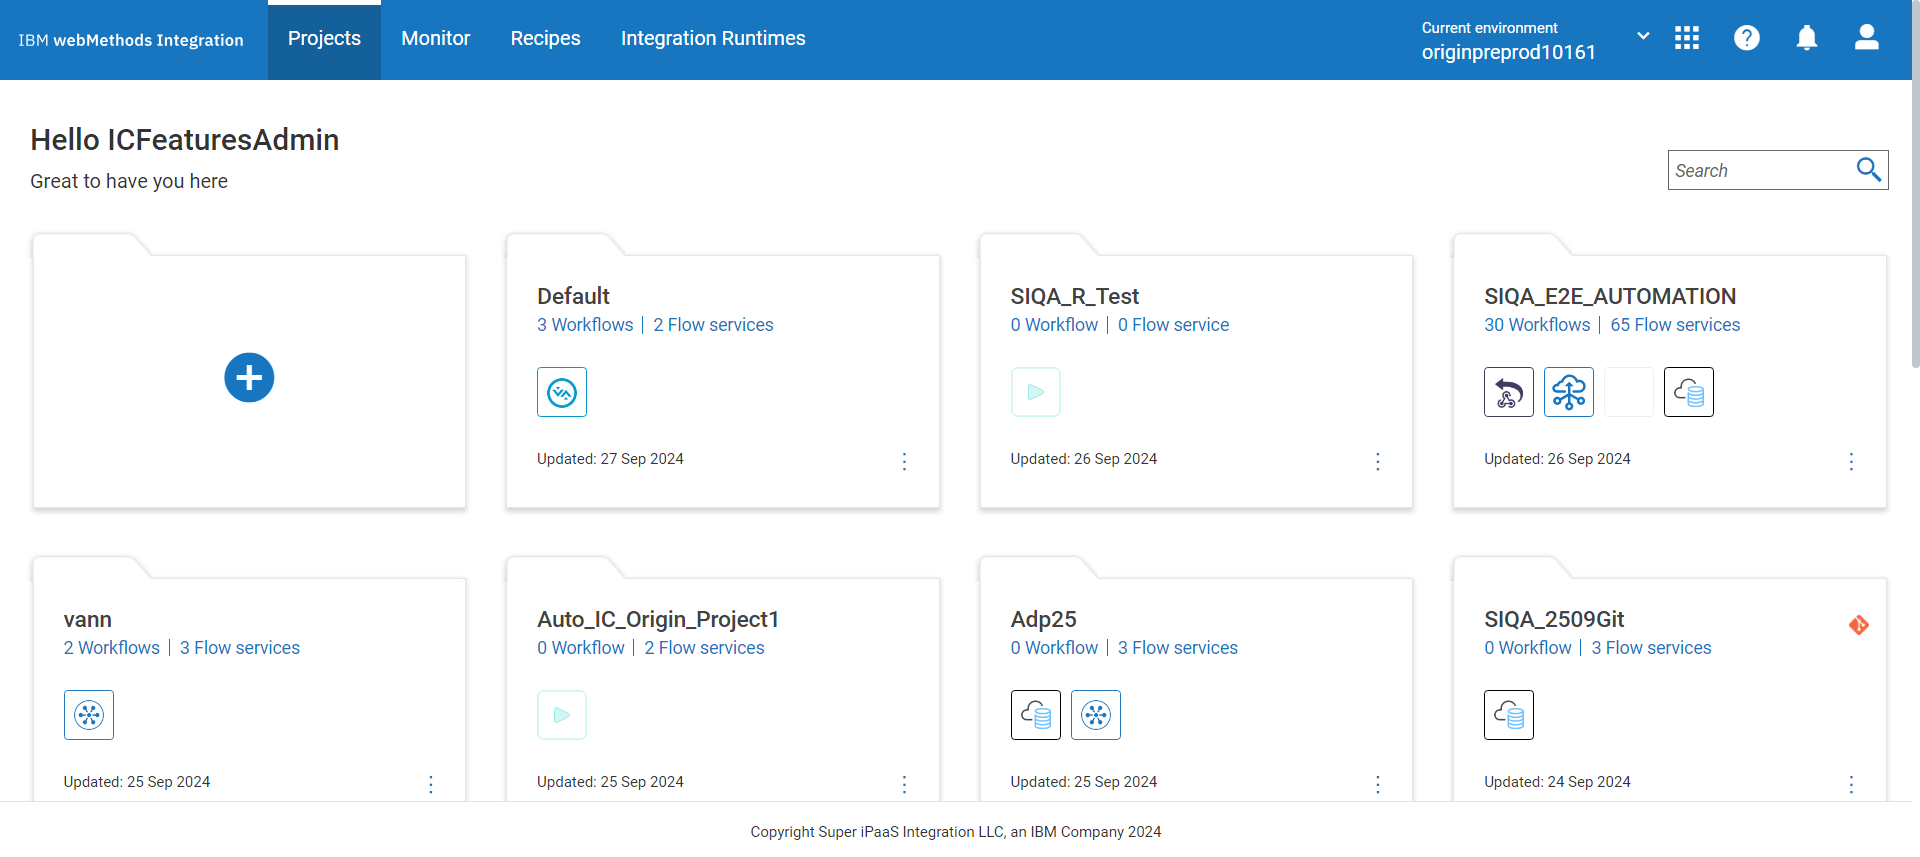 IBM webMethods Integration
Projects
Monitor
Recipes
Integration Runtimes
Current environment
originpreprod10161
Hello ICFeaturesAdmin
Great to have you here
Search
Default
3 Workflows | 2 Flow services
Updated: 27 Sep 2024
SIQA_R_Test
0 Workflow | 0 Flow service
Updated: 26 Sep 2024
SIQA_E2E_AUTOMATION
30 Workflows | 65 Flow services
Updated: 26 Sep 2024
vann
2 Workflows | 3 Flow services
Updated: 25 Sep 2024
Auto_IC_Origin_Project1
0 Workflow | 2 Flow services
Updated: 25 Sep 2024
Adp25
0 Workflow | 3 Flow services
Updated: 25 Sep 2024
SIQA_2509Git
0 Workflow | 3 Flow services
Updated: 24 Sep 2024
Copyright Super iPaaS Integration LLC, an IBM Company 2024